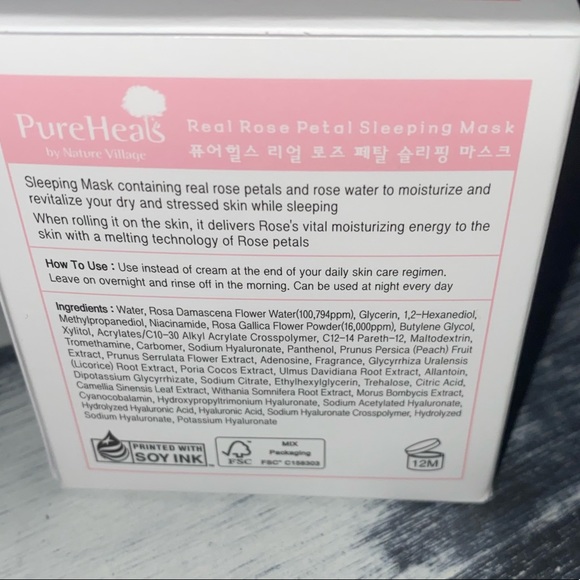 PureHeal's
by Nature Village
Real Rose Petal Sleeping Mask
퓨어힐스 리얼 로즈 페탈 슬리핑 마스크
Sleeping Mask containing real rose petals and rose water to moisturize and
revitalize your dry and stressed skin while sleeping
When rolling it on the skin, it delivers Rose's vital moisturizing energy to the
skin with a melting technology of Rose petals
How To Use : Use instead of cream at the end of your daily skin care regimen.
Leave on overnight and rinse off in the morning. Can be used at night every day
Ingredients : Water, Rosa Damascena Flower Water(100,794ppm), Glycerin, 1,2-Hexanediol,
Methylpropanediol, Niacinamide, Rosa Gallica Flower Powder(16,000ppm), Butylene Glycol,
Xylitol, Acrylates/C10-30 Alkyl Acrylate Crosspolymer, C12-14 Pareth-12, Maltodextrin,
Tromethamine, Carbomer, Sodium Hyaluronate, Panthenol, Prunus Persica (Peach) Fruit
Extract, Prunus Serrulata Flower Extract, Adenosine, Fragrance, Glycyrrhiza Uralensis
(Licorice) Root Extract, Poria Cocos Extract, Ulmus Davidiana Root Extract, Allantoin,
Dipotassium Glycyrrhizate, Sodium Citrate, Ethylhexylglycerin, Trehalose, Citric Acid,
Camellia Sinensis Leaf Extract, Withania Somnifera Root Extract, Morus Bombycis Extract,
Cyanocobalamin, Hydroxypropyltrimonium Hyaluronate, Sodium Acetylated Hyaluronate,
Hydrolyzed Hyaluronic Acid, Hyaluronic Acid, Sodium Hyaluronate Crosspolymer, Hydrolyzed
Sodium Hyaluronate, Potassium Hyaluronate
PRINTED WITH
SOY INK
FSC
MIX
Packaging
FSC® C158303
12M